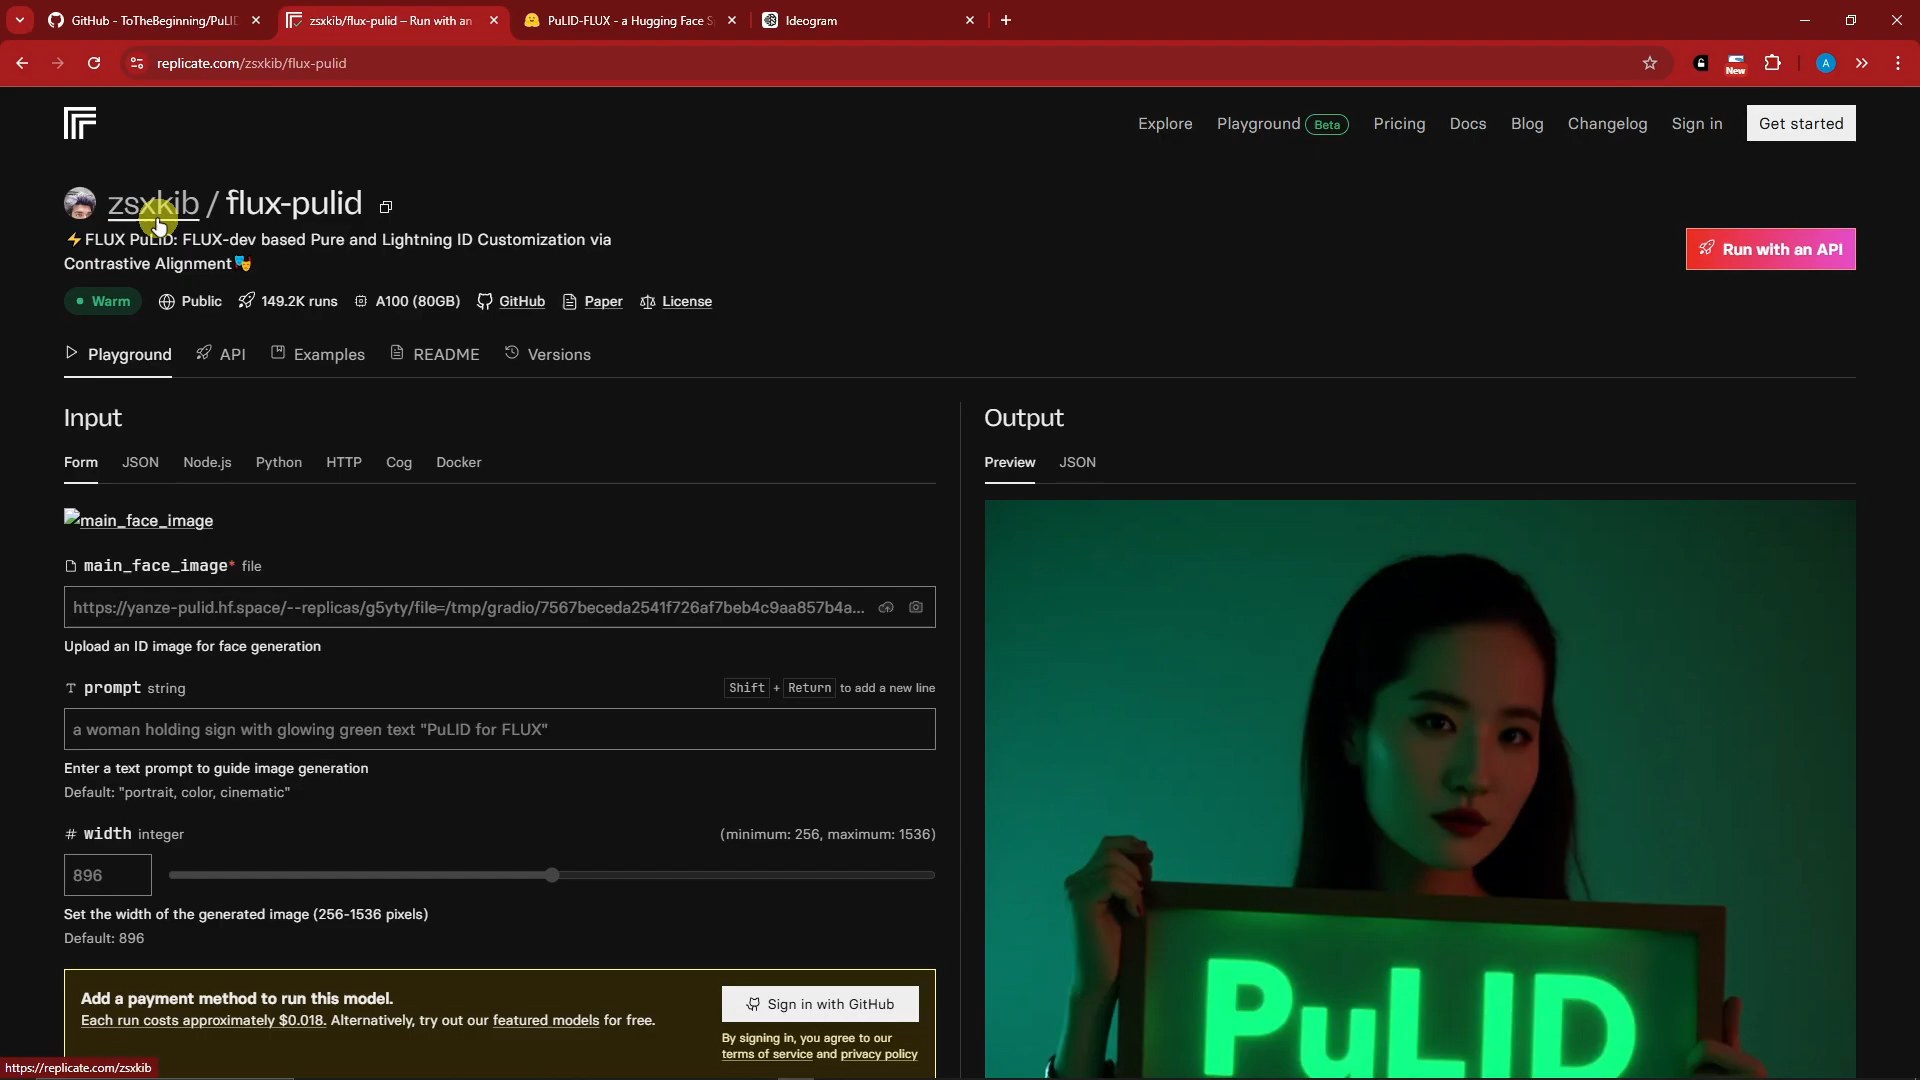 GitHub - ToTheBeginning/PuLID
zsxkib/flux-pulid – Run with an
PuLID-FLUX - a Hugging Face S
Ideogram
replicate.com/zsxkib/flux-pulid
New
A
Explore
Playground Beta
Pricing
Docs
Blog
Changelog
Sign in
Get started
zsxkib / flux-pulid
⚡FLUX PuLID: FLUX-dev based Pure and Lightning ID Customization via
Contrastive Alignment🎭
Run with an API
Warm
Public
149.2K runs
A100 (80GB)
GitHub
Paper
License
Playground
API
Examples
README
Versions
Input
Form
JSON
Node.js
Python
HTTP
Cog
Docker
main_face_image
main_face_image* file
https://yanze-pulid.hf.space/--replicas/g5yty/file=/tmp/gradio/7567beceda2541f726af7beb4c9aa857b4a...
Upload an ID image for face generation
prompt string
Shift + Return to add a new line
a woman holding sign with glowing green text "PuLID for FLUX"
Enter a text prompt to guide image generation
Default: "portrait, color, cinematic"
# width integer
(minimum: 256, maximum: 1536)
896
Set the width of the generated image (256-1536 pixels)
Default: 896
Add a payment method to run this model.
Each run costs approximately $0.018. Alternatively, try out our featured models for free.
Sign in with GitHub
By signing in, you agree to our
terms of service and privacy policy
Output
Preview
JSON
PuLID
https://replicate.com/zsxkib